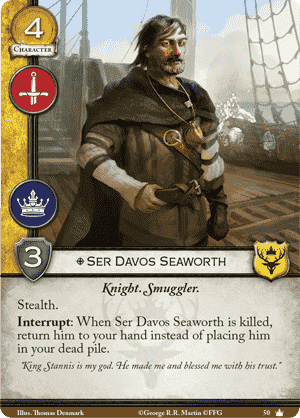 4
Character
3
Ser Davos Seaworth
Knight. Smuggler.
Stealth.
Interrupt: When Ser Davos Seaworth is killed,
return him to your hand instead of placing him
in your dead pile.
"King Stannis is my god. He made me and blessed me with his trust."
Illus. Thomas Denmark
©George R.R. Martin ©FFG
50